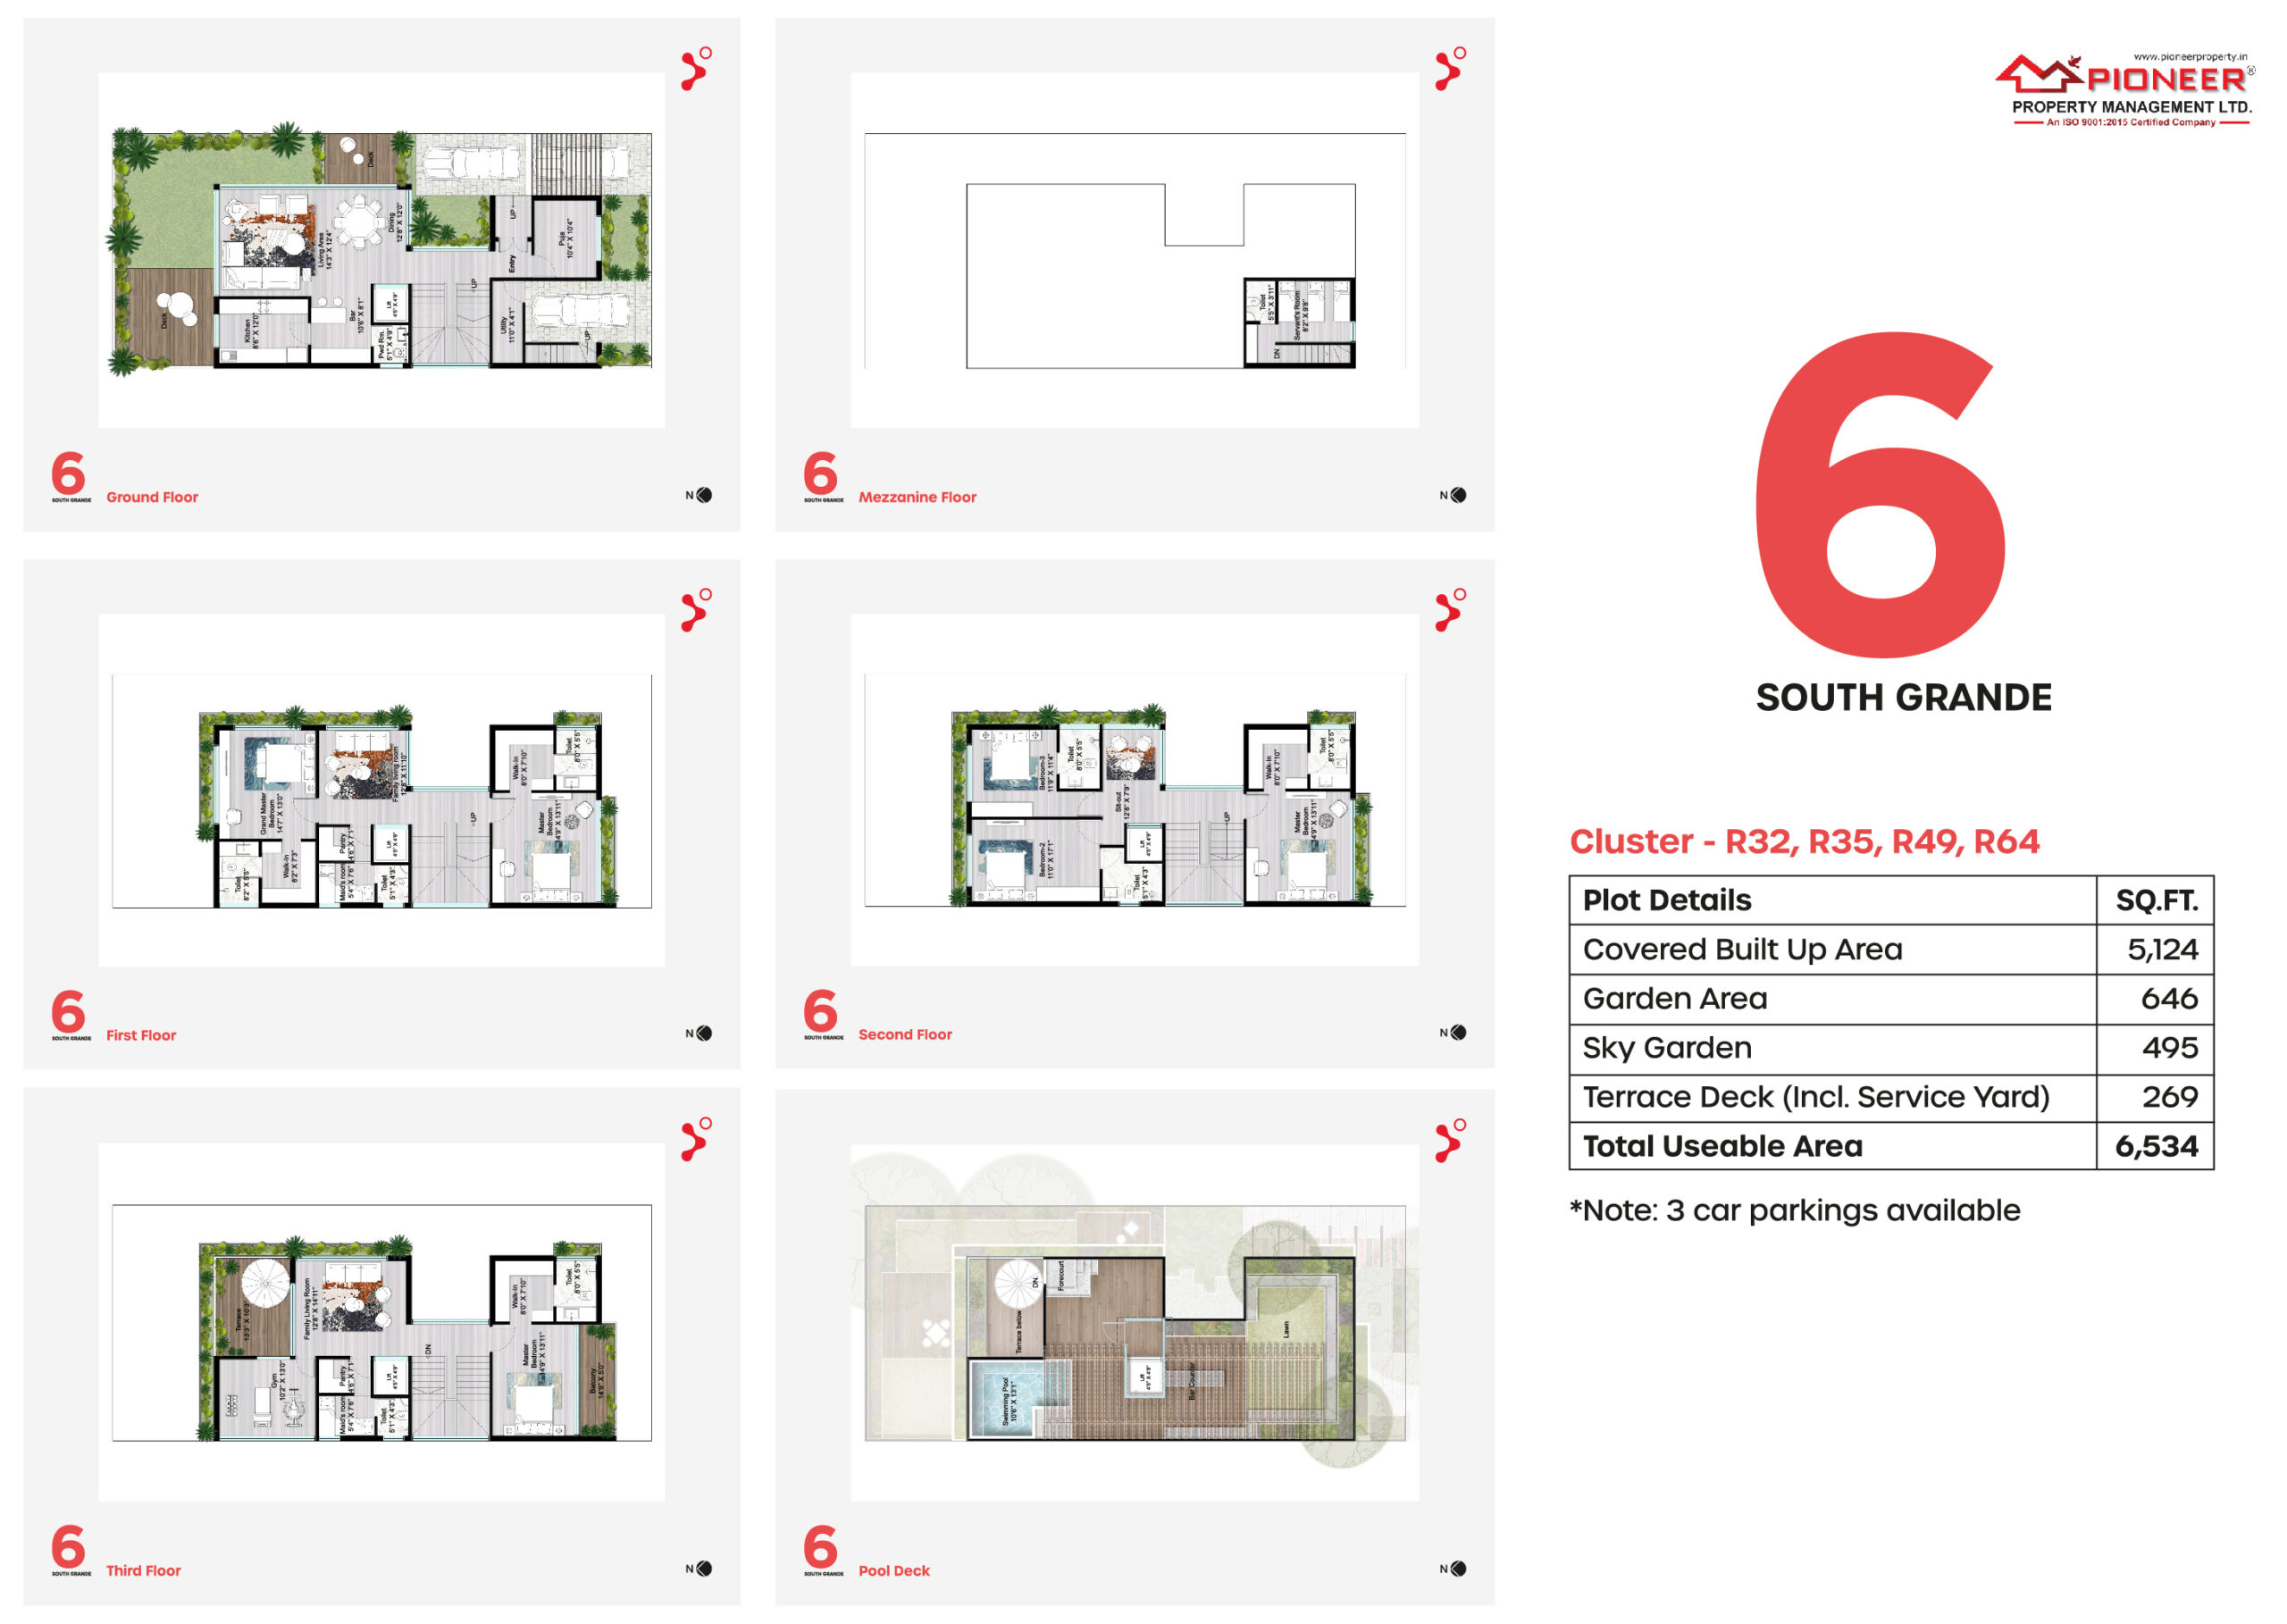 www.pioneerproperty.in
PIONEER®
PROPERTY MANAGEMENT LTD.
An ISO 9001:2015 Certified Company
Deck
Deck
Living Area
14'3" X 12'4"
Dining
12'8" X 12'0"
UP
Puja
10'4" X 10'4"
Entry
UP
Kitchen
8'6" X 12'0"
Bar
10'6" X 8'1"
Lift
4'5" X 4'9"
Pwd Rm.
5'1" X 4'9"
Utility
11'0" X 4'1"
UP
6
SOUTH GRANDE
Ground Floor
N
Toilet
5'5" X 3'11"
Servant's Room
8'2" X 9'8"
DN
6
SOUTH GRANDE
Mezzanine Floor
N
Grand Master
Bedroom
14'7" X 13'0"
Family living room
12'8" X 11'10"
Walk-In
8'0" X 7'10"
Toilet
8'0" X 5'5"
UP
Master
Bedroom
14'9" X 13'11"
Toilet
8'2" X 5'5"
Walk-In
8'2" X 7'3"
Pantry
4'6" X 7'1"
Maid's room
5'4" X 7'6"
Lift
4'5" X 4'9"
Toilet
5'1" X 4'3"
6
SOUTH GRANDE
First Floor
N
Bedroom-3
11'9" X 11'4"
Toilet
8'0" X 5'5"
Sit-out
12'8" X 7'9"
Walk-In
8'0" X 7'10"
Toilet
8'0" X 5'5"
UP
Master
Bedroom
14'9" X 13'11"
Bedroom-2
11'0" X 17'1"
Lift
4'5" X 4'9"
Toilet
5'1" X 4'3"
6
SOUTH GRANDE
Second Floor
N
Terrace
13'3" X 10'3"
Family Living Room
12'8" X 14'11"
Walk-In
8'0" X 7'10"
Toilet
8'0" X 5'5"
DN
Master
Bedroom
14'9" X 13'11"
Balcony
14'9" X 5'0"
Gym
10'2" X 13'0"
Pantry
4'6" X 7'1"
Maid's room
5'4" X 7'6"
Lift
4'5" X 4'9"
Toilet
5'1" X 4'3"
6
SOUTH GRANDE
Third Floor
N
DN
Forecourt
Terrace below
Lawn
Swimming Pool
10'6" X 13'1"
Lift
4'5" X 4'9"
Bar Counter
6
SOUTH GRANDE
Pool Deck
N
6
SOUTH GRANDE
Cluster - R32, R35, R49, R64
Plot Details SQ.FT.
Covered Built Up Area 5,124
Garden Area 646
Sky Garden 495
Terrace Deck (Incl. Service Yard) 269
Total Useable Area 6,534
*Note: 3 car parkings available